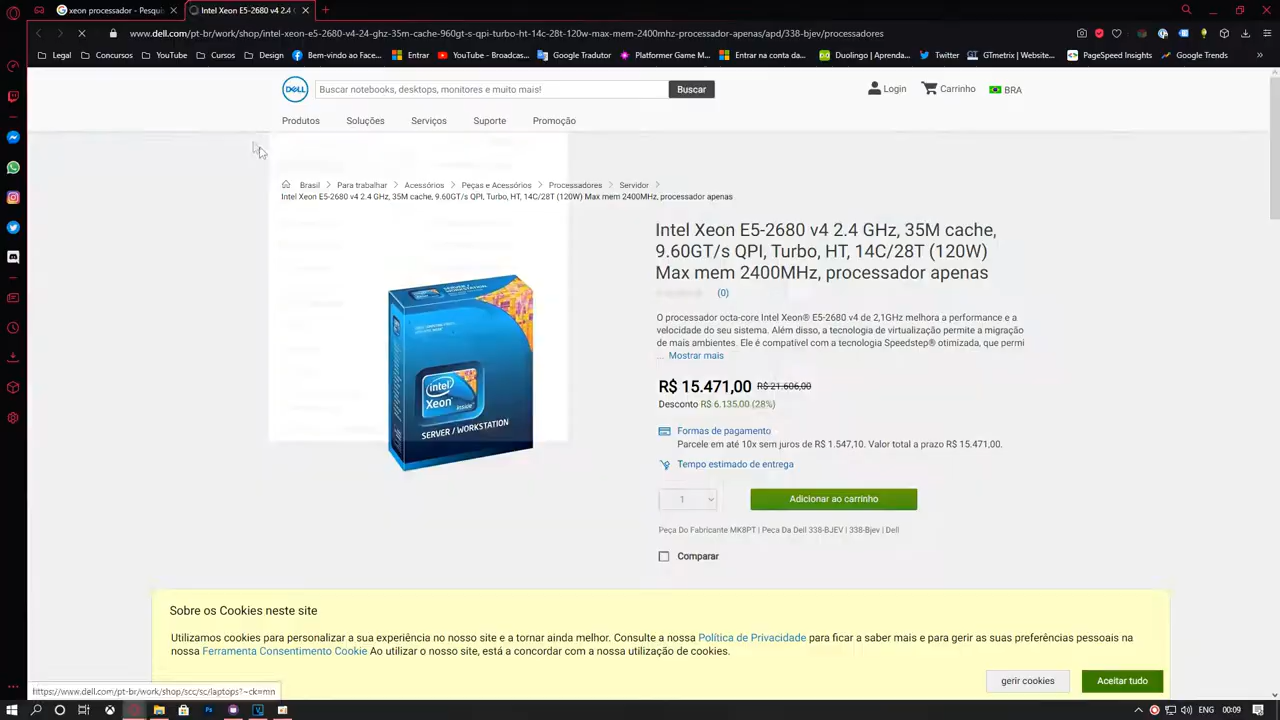 xeon processador - Pesqui
Intel Xeon E5-2680 v4 2.4 G
www.dell.com/pt-br/work/shop/intel-xeon-e5-2680-v4-24-ghz-35m-cache-960gt-s-qpi-turbo-ht-14c-28t-120w-max-mem-2400mhz-processador-apenas/apd/338-bjev/processadores
Legal Concursos YouTube Cursos Design Bem-vindo ao Face... Entrar YouTube - Broadcas... Google Tradutor Platformer Game M... Entrar na conta da... Duolingo | Aprenda... Twitter GTmetrix | Website... PageSpeed Insights Google Trends
DELL Buscar notebooks, desktops, monitores e muito mais! Buscar Login Carrinho BRA
Produtos Soluções Serviços Suporte Promoção
Brasil Para trabalhar Acessórios Peças e Acessórios Processadores Servidor
Intel Xeon E5-2680 v4 2.4 GHz, 35M cache, 9.60GT/s QPI, Turbo, HT, 14C/28T (120W) Max mem 2400MHz, processador apenas
Intel Xeon E5-2680 v4 2.4 GHz, 35M cache,
9.60GT/s QPI, Turbo, HT, 14C/28T (120W)
Max mem 2400MHz, processador apenas
(0)
O processador octa-core Intel Xeon® E5-2680 v4 de 2,1GHz melhora a performance e a
velocidade do seu sistema. Além disso, a tecnologia de virtualização permite a migração
de mais ambientes. Ele é compatível com a tecnologia Speedstep® otimizada, que permi
... Mostrar mais
intel
Xeon
inside
SERVER / WORKSTATION
R$ 15.471,00 R$ 21.606,00
Desconto R$ 6.135,00 (28%)
Formas de pagamento
Parcele em até 10x sem juros de R$ 1.547,10. Valor total a prazo R$ 15.471,00.
Tempo estimado de entrega
1 Adicionar ao carrinho
Peça Do Fabricante MK8PT | Peca Da Dell 338-BJEV | 338-Bjev | Dell
Comparar
Sobre os Cookies neste site
Utilizamos cookies para personalizar a sua experiência no nosso site e a tornar ainda melhor. Consulte a nossa Política de Privacidade para ficar a saber mais e para gerir as suas preferências pessoais na
nossa Ferramenta Consentimento Cookie Ao utilizar o nosso site, está a concordar com a nossa utilização de cookies.
gerir cookies Aceitar tudo
https://www.dell.com/pt-br/work/shop/scc/sc/laptops?~ck=mn
ENG 00:09